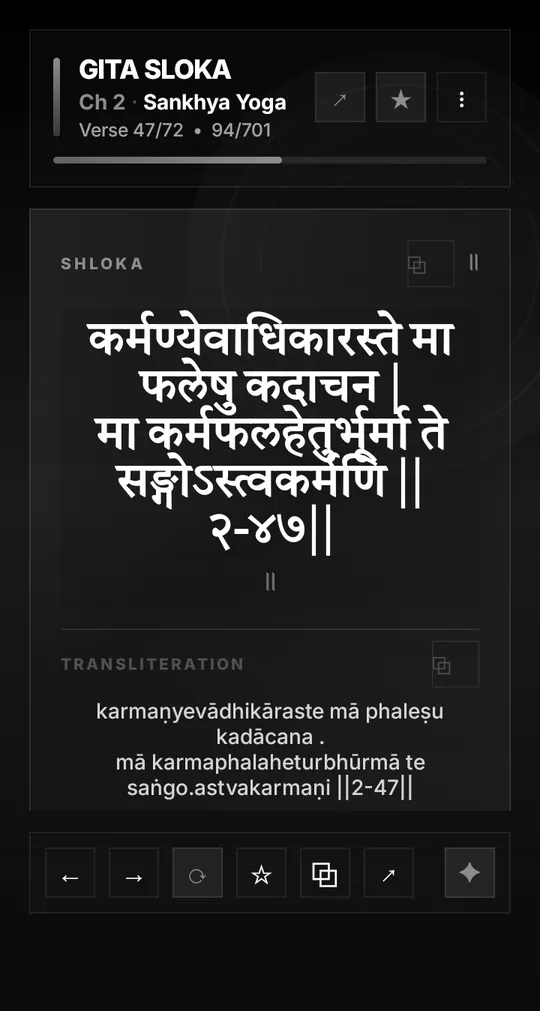 GITA SLOKA
Ch 2 · Sankhya Yoga
Verse 47/72 • 94/701
SHLOKA
॥
कर्मण्येवाधिकारस्ते मा
फलेषु कदाचन |
मा कर्मफलहेतुर्भूर्मा ते
सङ्गोऽस्त्वकर्मणि ||
२-४७||
॥
TRANSLITERATION
karmaṇyevādhikāraste mā phaleṣu
kadācana .
mā karmaphalaheturbhūrmā te
saṅgo.astvakarmaṇi ||2-47||